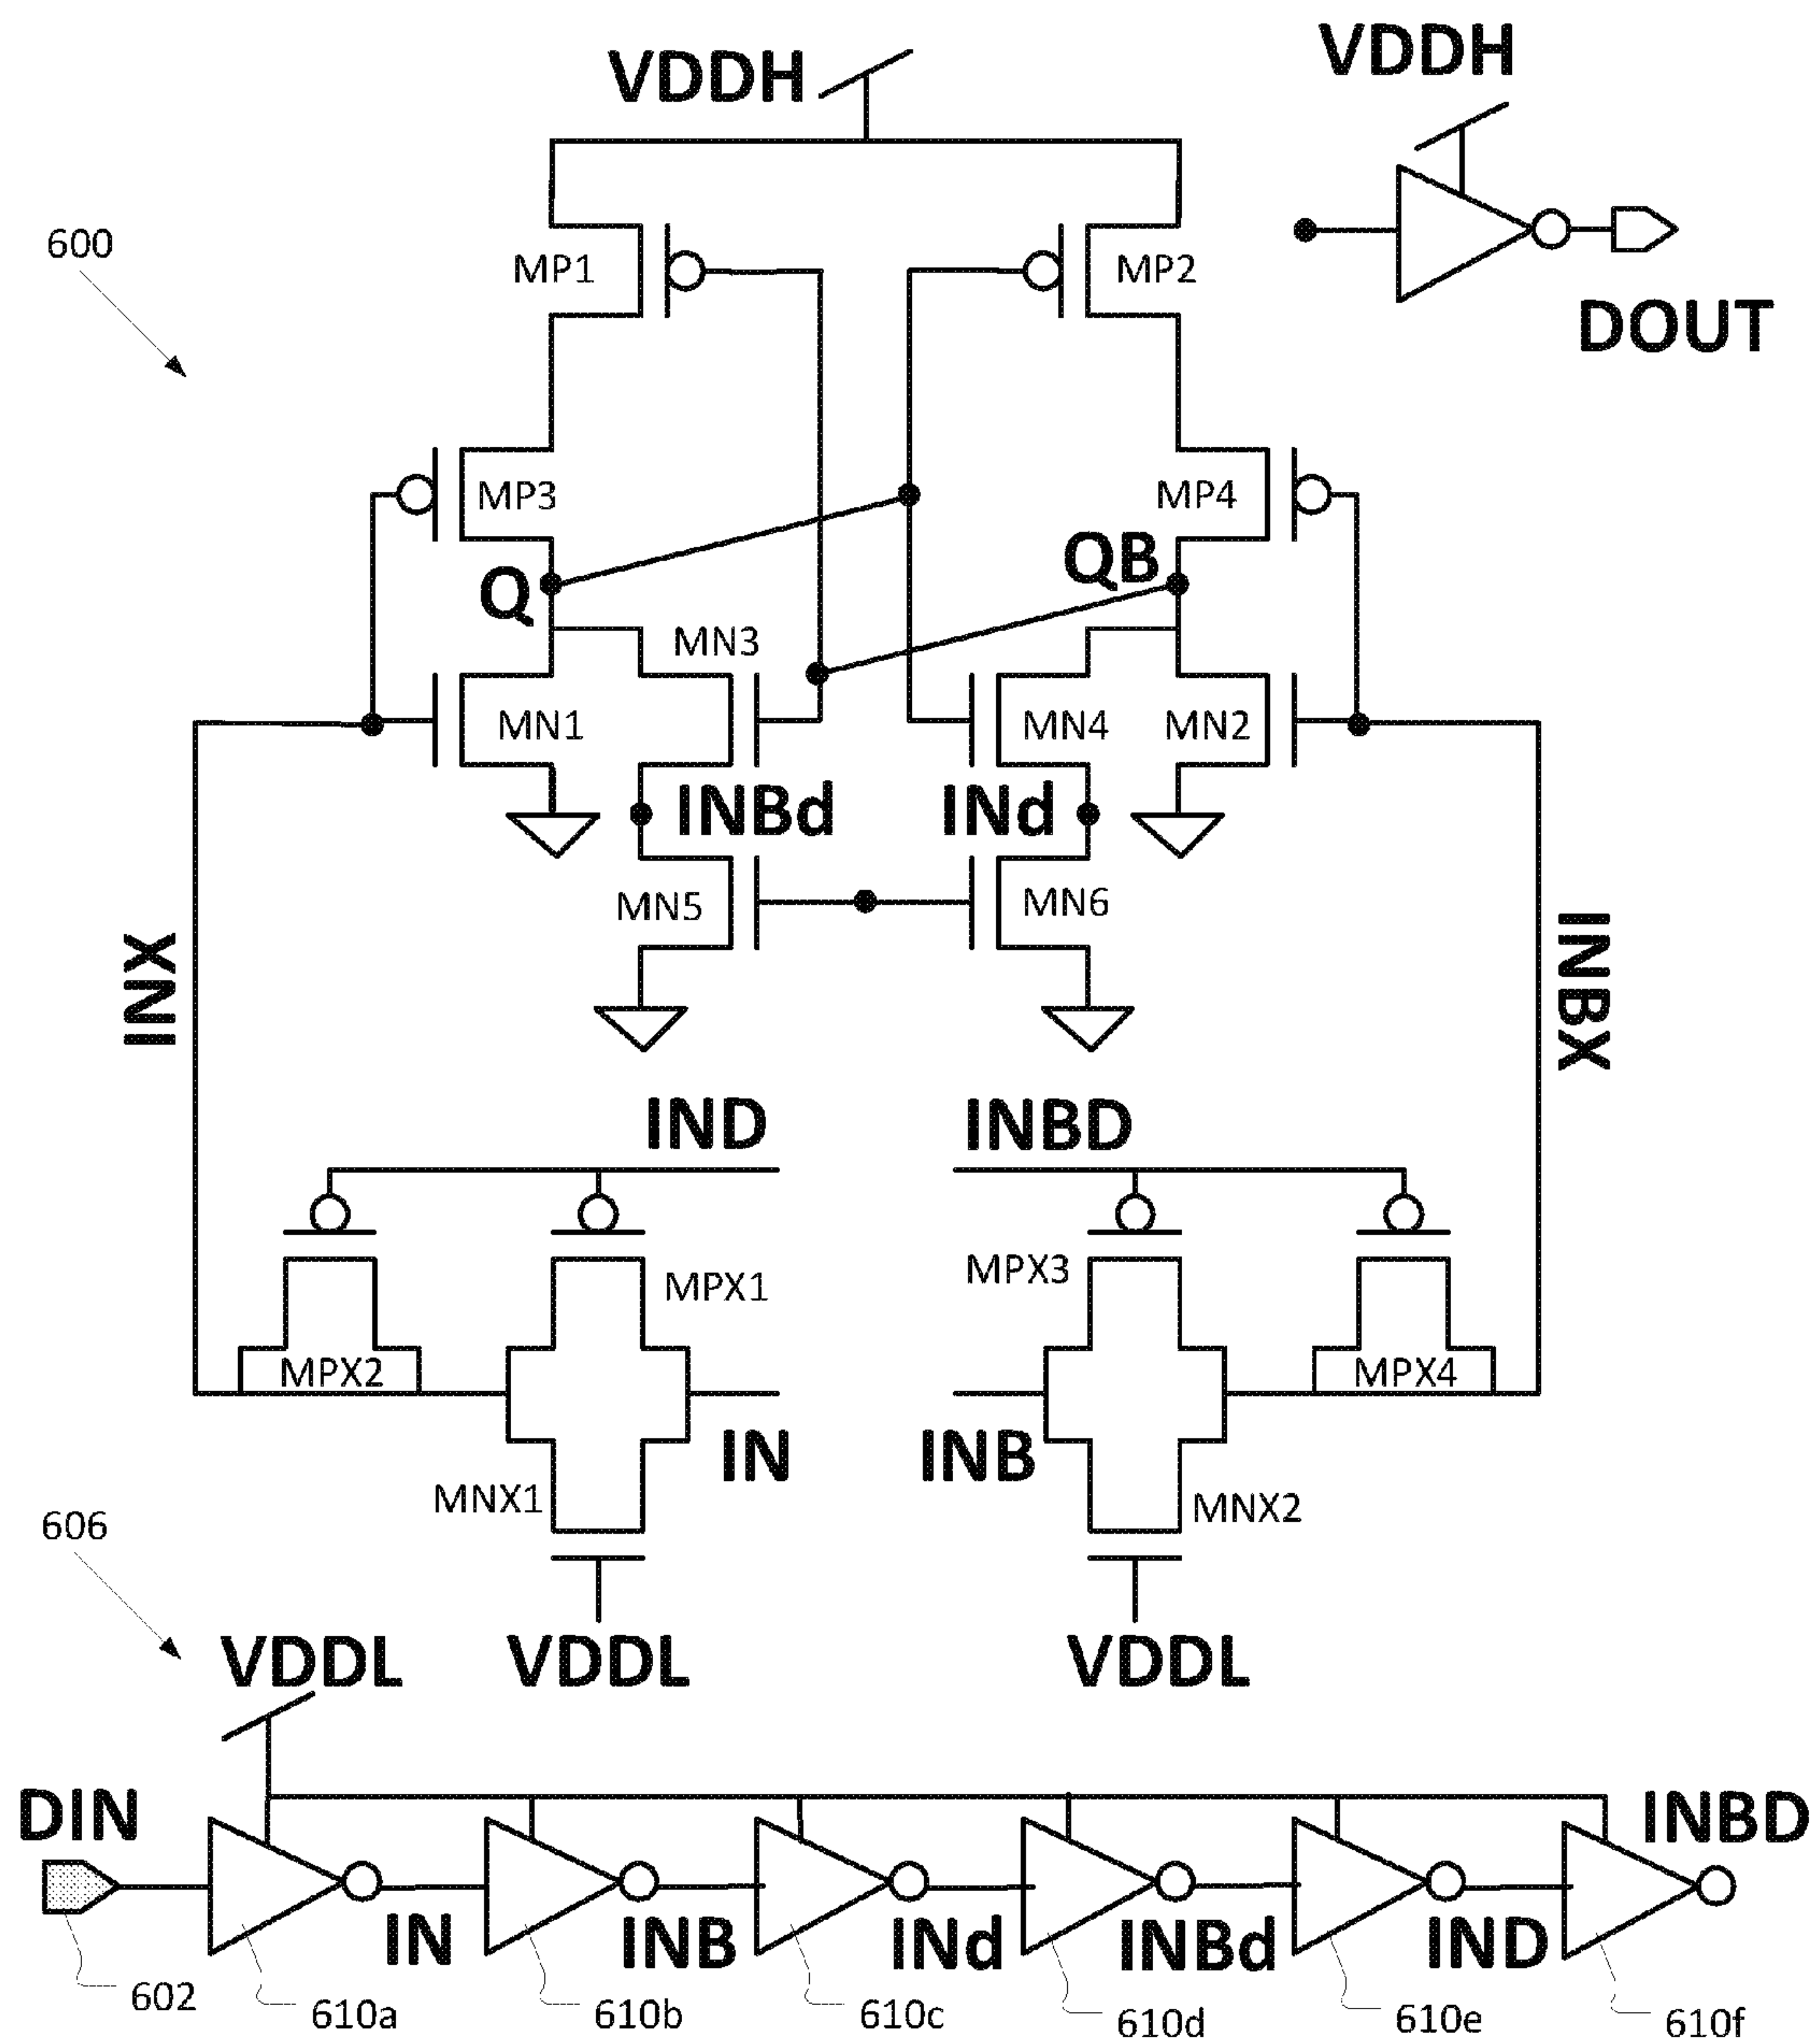 VDDH
VDDH
600
MP1
MP2
DOUT
MP3
MP4
Q
QB
MN3
MN1
MN4
MN2
INBd
INd
MN5
MN6
INX
INBX
IND
INBD
MPX1
MPX3
MPX2
MPX4
IN
INB
MNX1
MNX2
606
VDDL
VDDL
VDDL
DIN
INBD
IN
INB
INd
INBd
IND
602
610a
610b
610c
610d
610e
610f